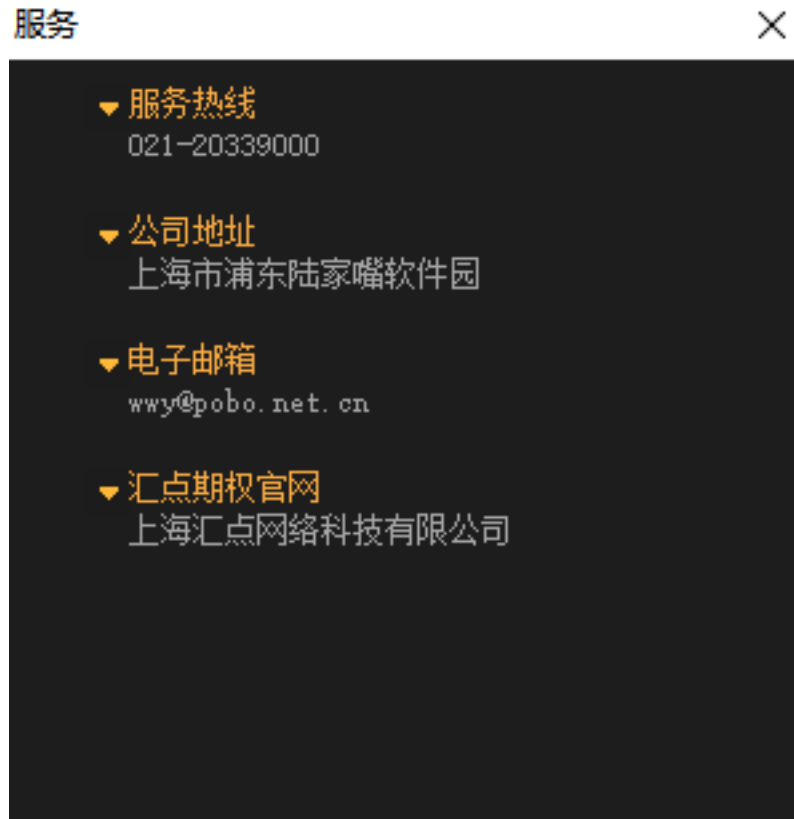 服务
服务热线
021-20339000
公司地址
上海市浦东陆家嘴软件园
电子邮箱
wwy@pobo.net.cn
汇点期权官网
上海汇点网络科技有限公司